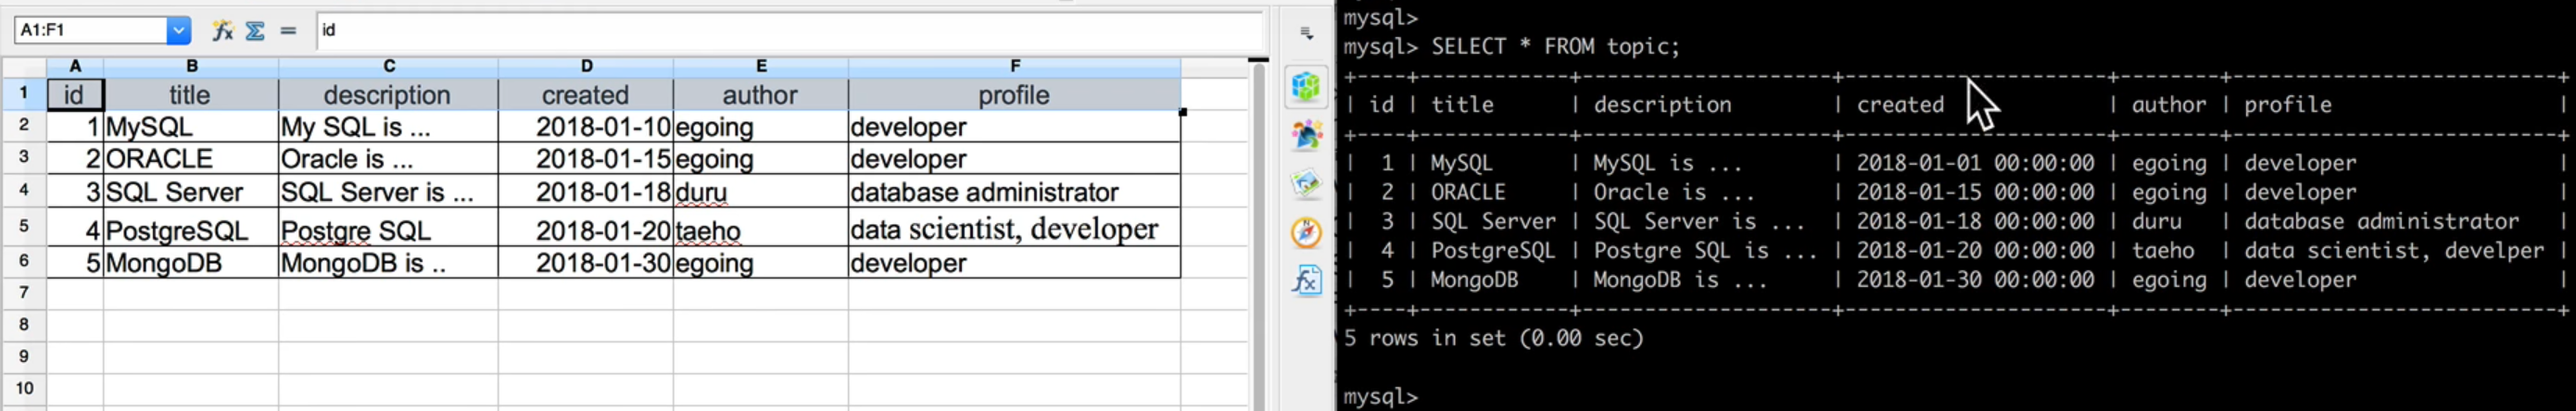 A1:F1 fx Σ = id
A B C D E F
1 id title description created author profile
2 1 MySQL My SQL is ... 2018-01-10 egoing developer
3 2 ORACLE Oracle is ... 2018-01-15 egoing developer
4 3 SQL Server SQL Server is ... 2018-01-18 duru database administrator
5 4 PostgreSQL Postgre SQL 2018-01-20 taeho data scientist, developer
6 5 MongoDB MongoDB is .. 2018-01-30 egoing developer
7
8
9
10
fx
mysql>
mysql> SELECT * FROM topic;
+----+------------+-------------------+---------------------+--------+---------------------------+
| id | title | description | created | author | profile |
+----+------------+-------------------+---------------------+--------+---------------------------+
| 1 | MySQL | MySQL is ... | 2018-01-01 00:00:00 | egoing | developer |
| 2 | ORACLE | Oracle is ... | 2018-01-15 00:00:00 | egoing | developer |
| 3 | SQL Server | SQL Server is ... | 2018-01-18 00:00:00 | duru | database administrator |
| 4 | PostgreSQL | Postgre SQL is ... | 2018-01-20 00:00:00 | taeho | data scientist, develper |
| 5 | MongoDB | MongoDB is ... | 2018-01-30 00:00:00 | egoing | developer |
+----+------------+-------------------+---------------------+--------+---------------------------+
5 rows in set (0.00 sec)
mysql>